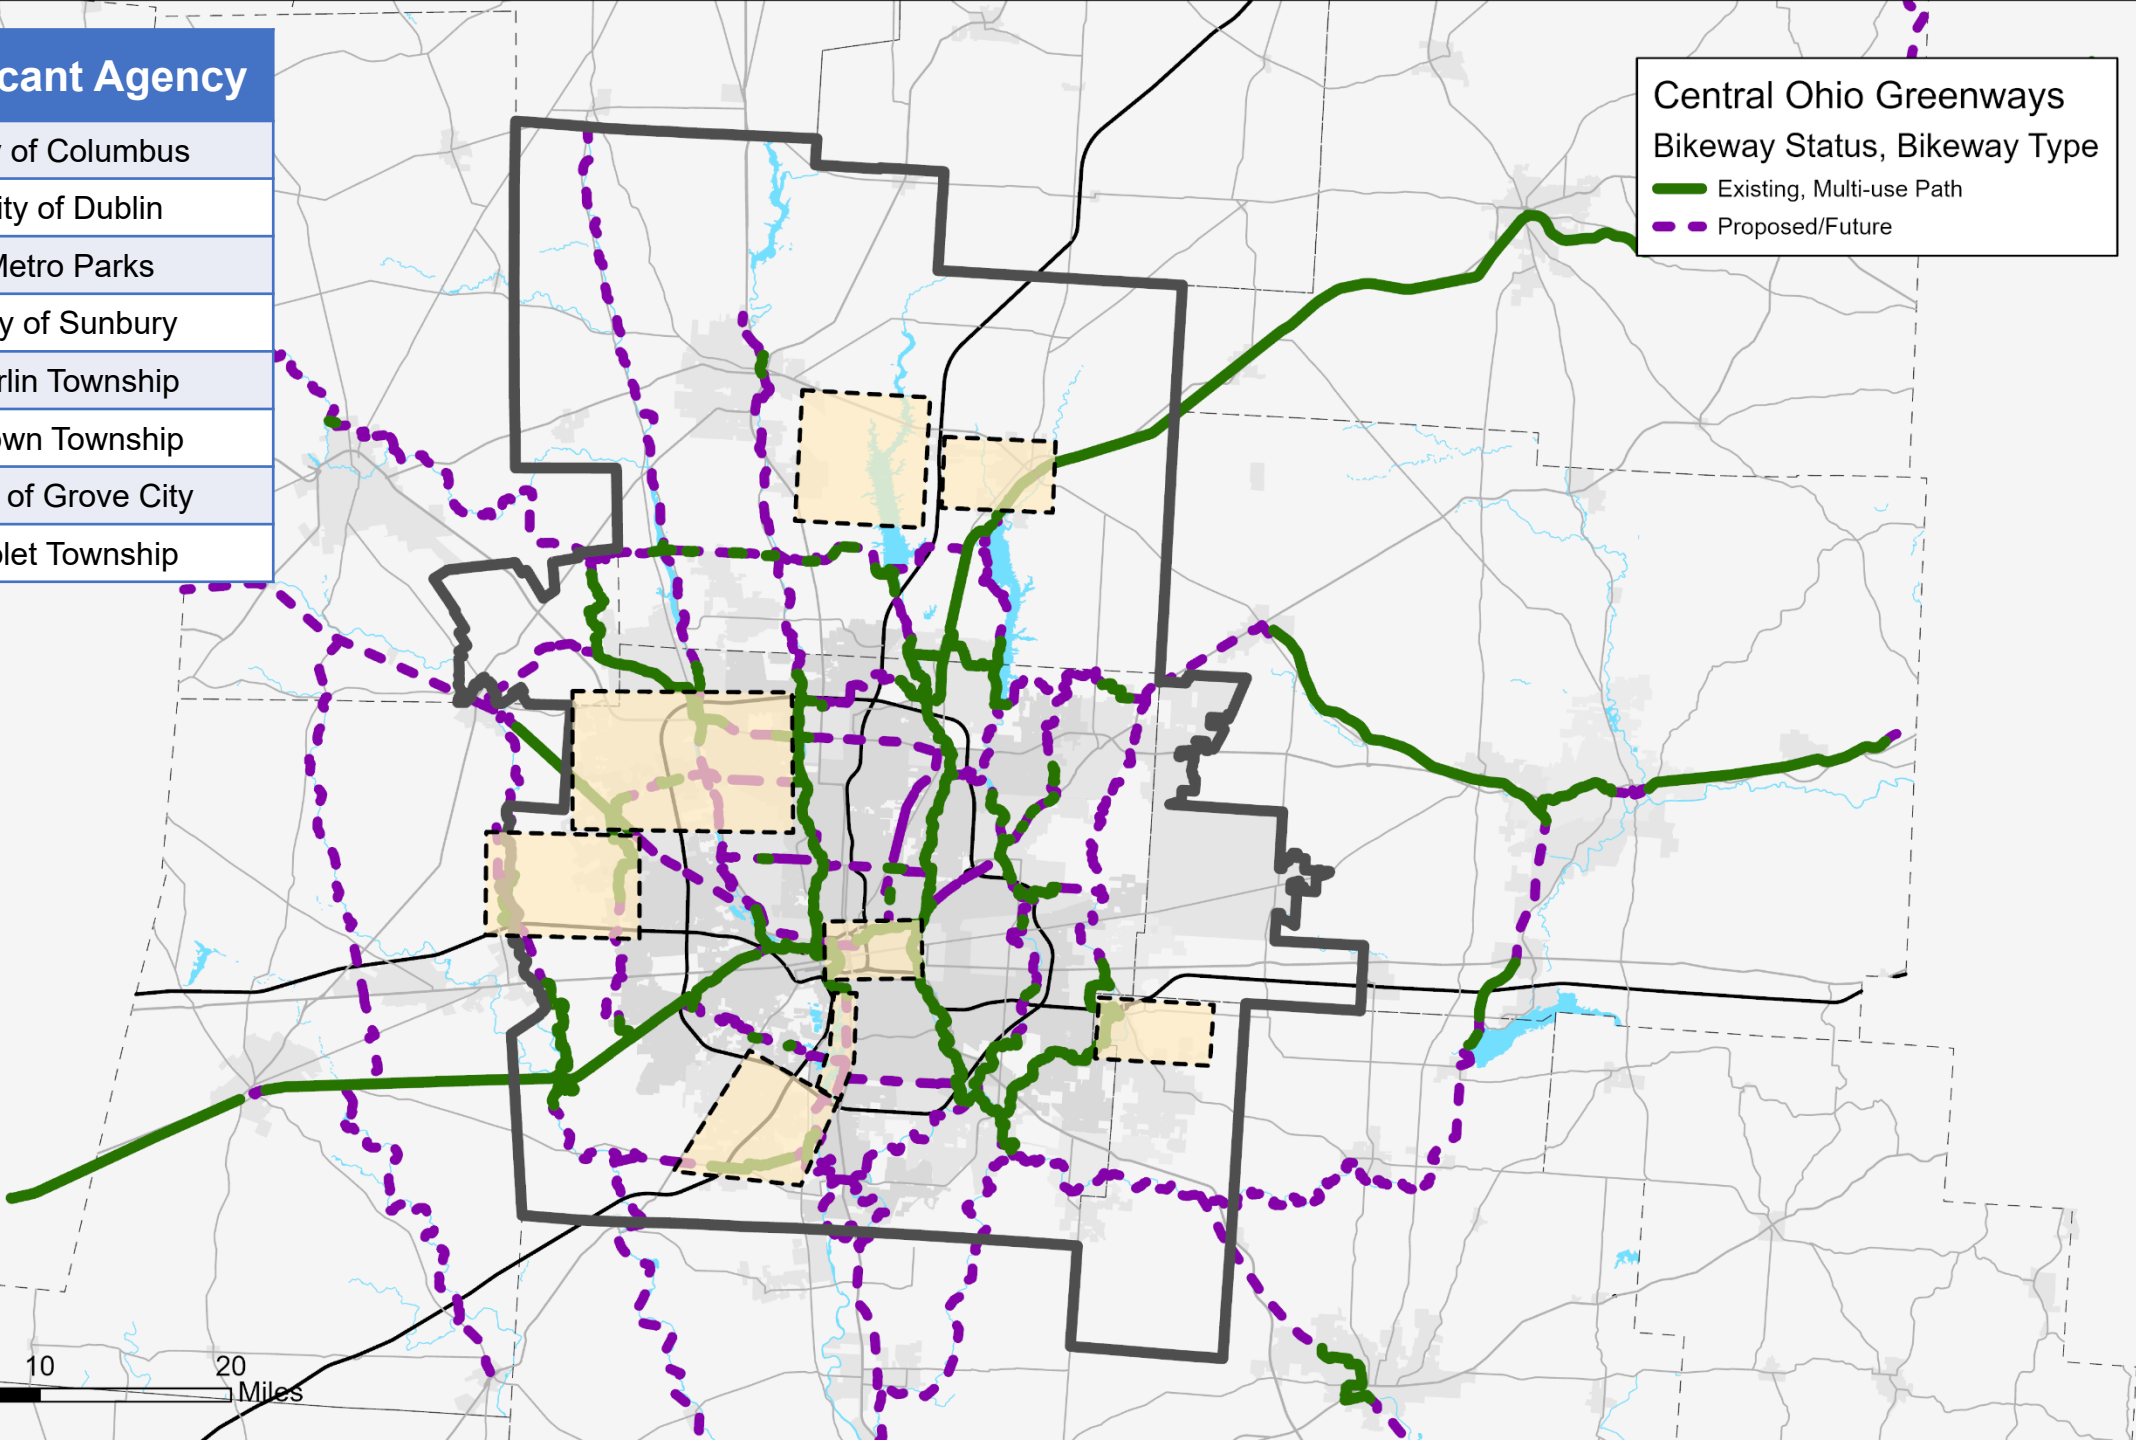 cant Agency
of Columbus
ity of Dublin
Metro Parks
y of Sunbury
rlin Township
own Township
of Grove City
let Township
Central Ohio Greenways
Bikeway Status, Bikeway Type
Existing, Multi-use Path
Proposed/Future
10 20
Miles